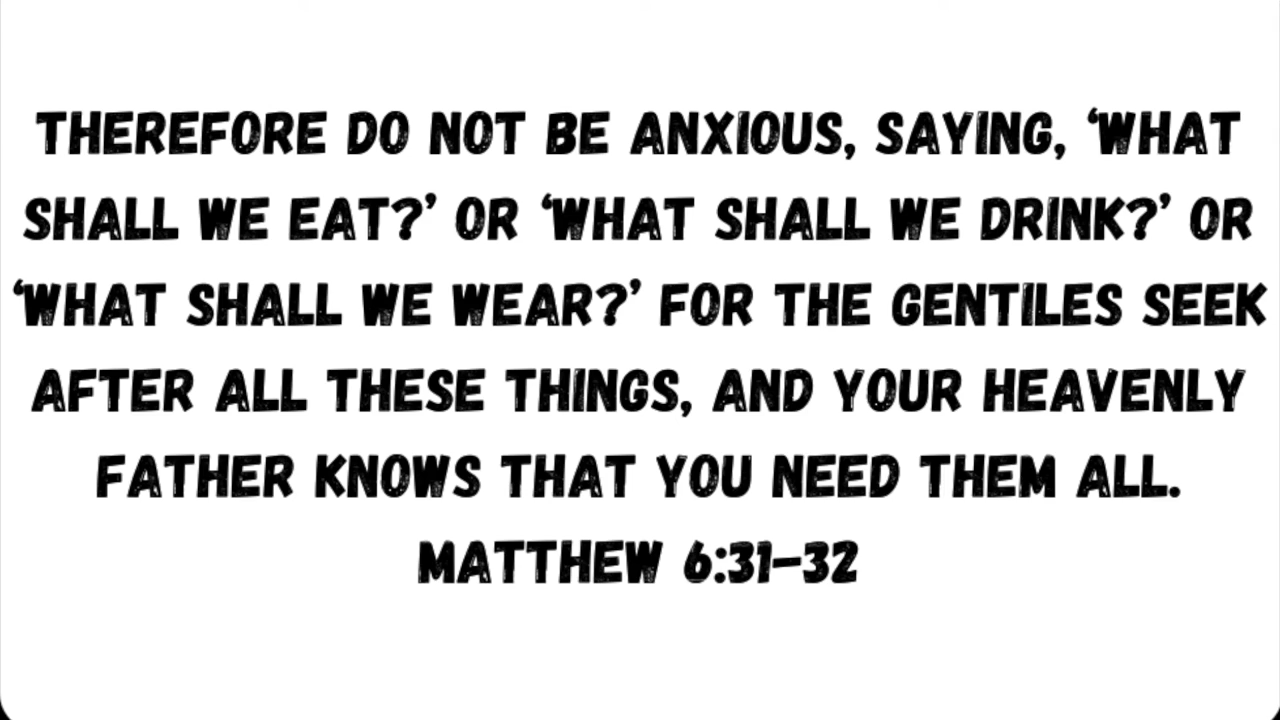 THEREFORE DO NOT BE ANXIOUS, SAYING, ‘WHAT
SHALL WE EAT?’ OR ‘WHAT SHALL WE DRINK?’ OR
‘WHAT SHALL WE WEAR?’ FOR THE GENTILES SEEK
AFTER ALL THESE THINGS, AND YOUR HEAVENLY
FATHER KNOWS THAT YOU NEED THEM ALL.
MATTHEW 6:31–32